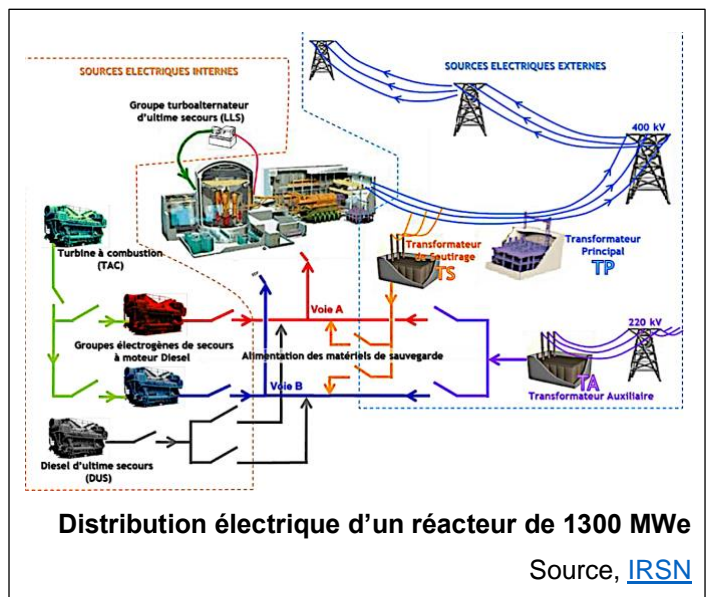 SOURCES ELECTRIQUES INTERNES
SOURCES ELECTRIQUES EXTERNES
Groupe turboalternateur
d'ultime secours (LLS)
400 kV
Turbine à combustion
(TAC)
Transformateur
de Soutirage
TS
Transformateur
Principal
TP
Voie A
220 kV
Groupes électrogènes de secours
à moteur Diesel
Alimentation des matériels de sauvegarde
Voie B
TA
Transformateur Auxiliaire
Diesel d'ultime secours
(DUS)
Distribution électrique d'un réacteur de 1300 MWe
Source, IRSN